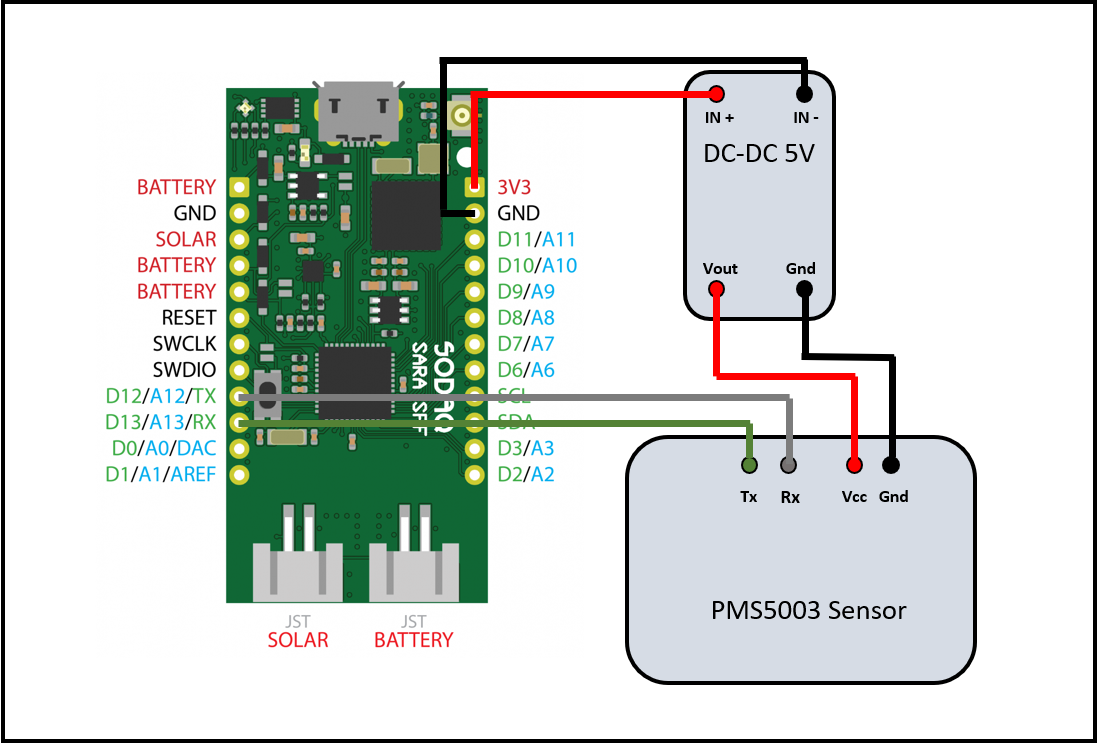 IN +
IN -
DC-DC 5V
Vout
Gnd
BATTERY
GND
SOLAR
BATTERY
BATTERY
RESET
SWCLK
SWDIO
D12/A12/TX
D13/A13/RX
D0/A0/DAC
D1/A1/AREF
3V3
GND
D11/A11
D10/A10
D9/A9
D8/A8
D7/A7
D6/A6
SCL
SDA
D3/A3
D2/A2
SODAQ
SARA SFF
JST
SOLAR
JST
BATTERY
Tx
Rx
Vcc
Gnd
PMS5003 Sensor